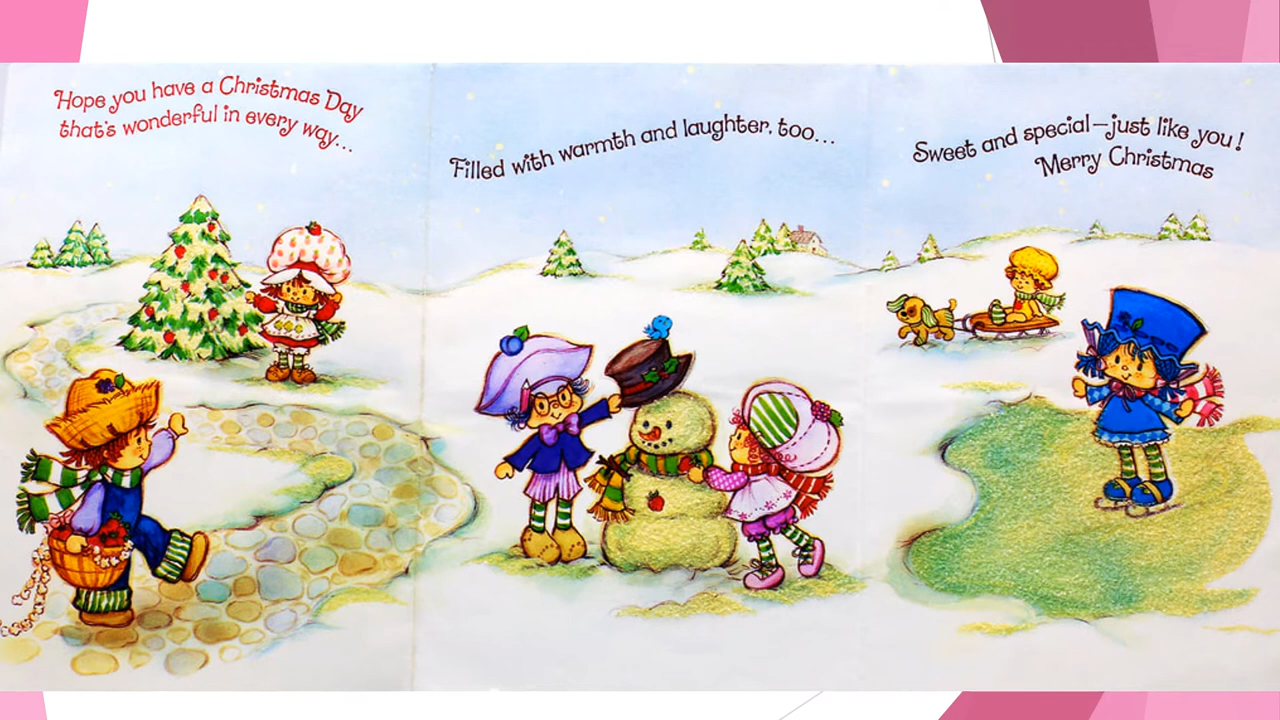 Hope you have a Christmas Day
that's wonderful in every way...
Filled with warmth and laughter, too...
Sweet and special—just like you!
Merry Christmas